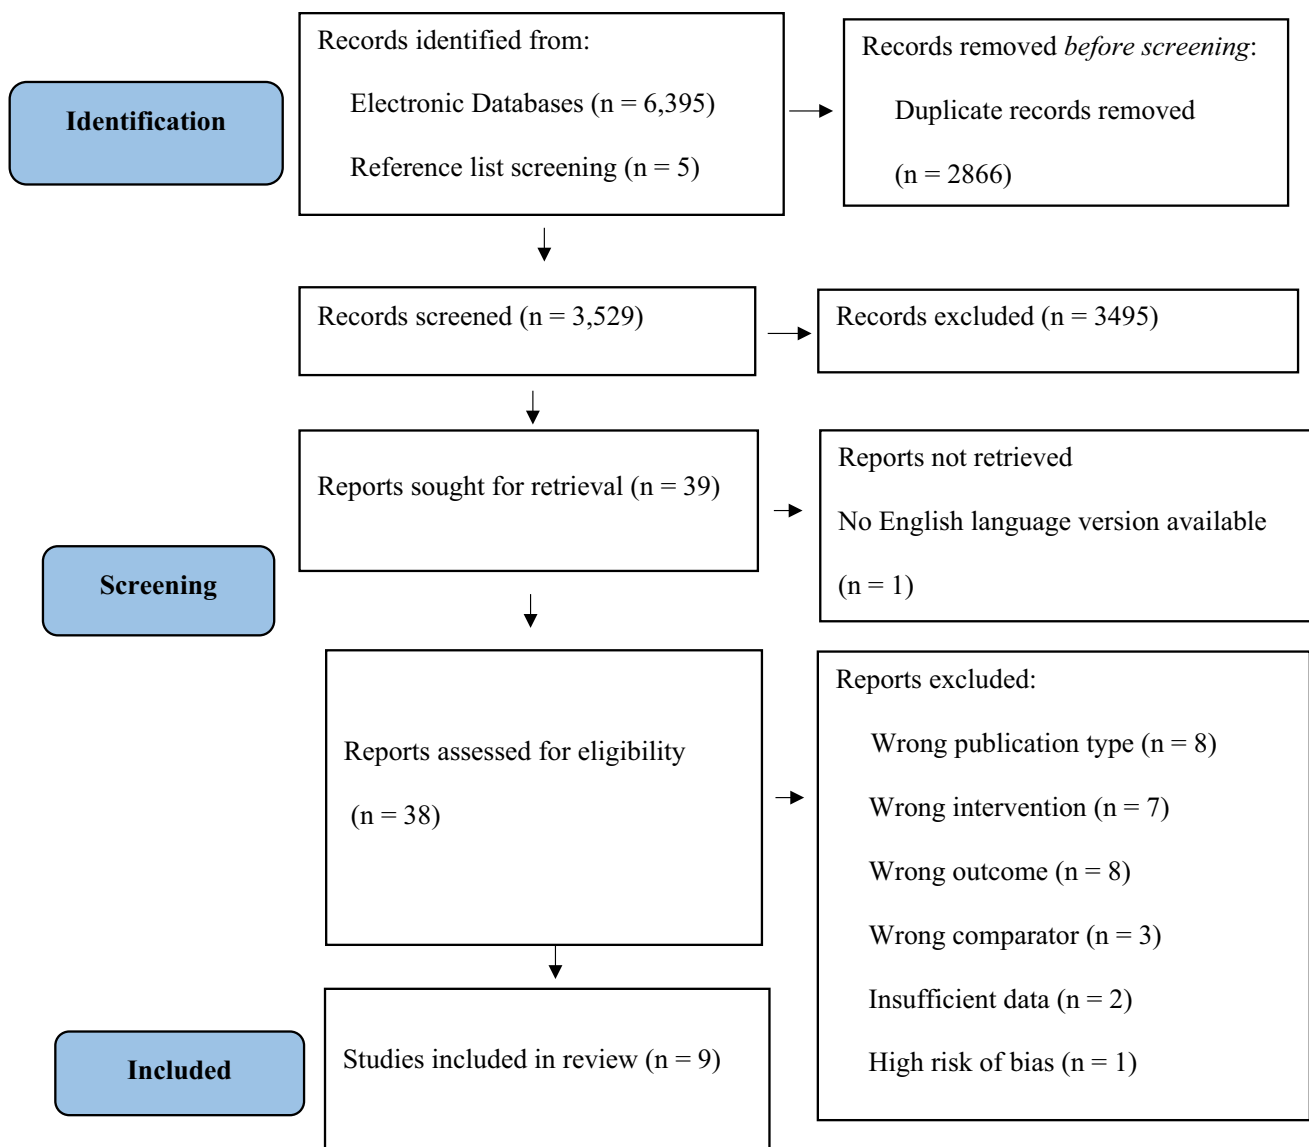 Identification
Records identified from:
Electronic Databases (n = 6,395)
Reference list screening (n = 5)
Records removed before screening:
Duplicate records removed
(n = 2866)
Records screened (n = 3,529)
Records excluded (n = 3495)
Screening
Reports sought for retrieval (n = 39)
Reports not retrieved
No English language version available
(n = 1)
Reports assessed for eligibility
(n = 38)
Reports excluded:
Wrong publication type (n = 8)
Wrong intervention (n = 7)
Wrong outcome (n = 8)
Wrong comparator (n = 3)
Insufficient data (n = 2)
High risk of bias (n = 1)
Included
Studies included in review (n = 9)